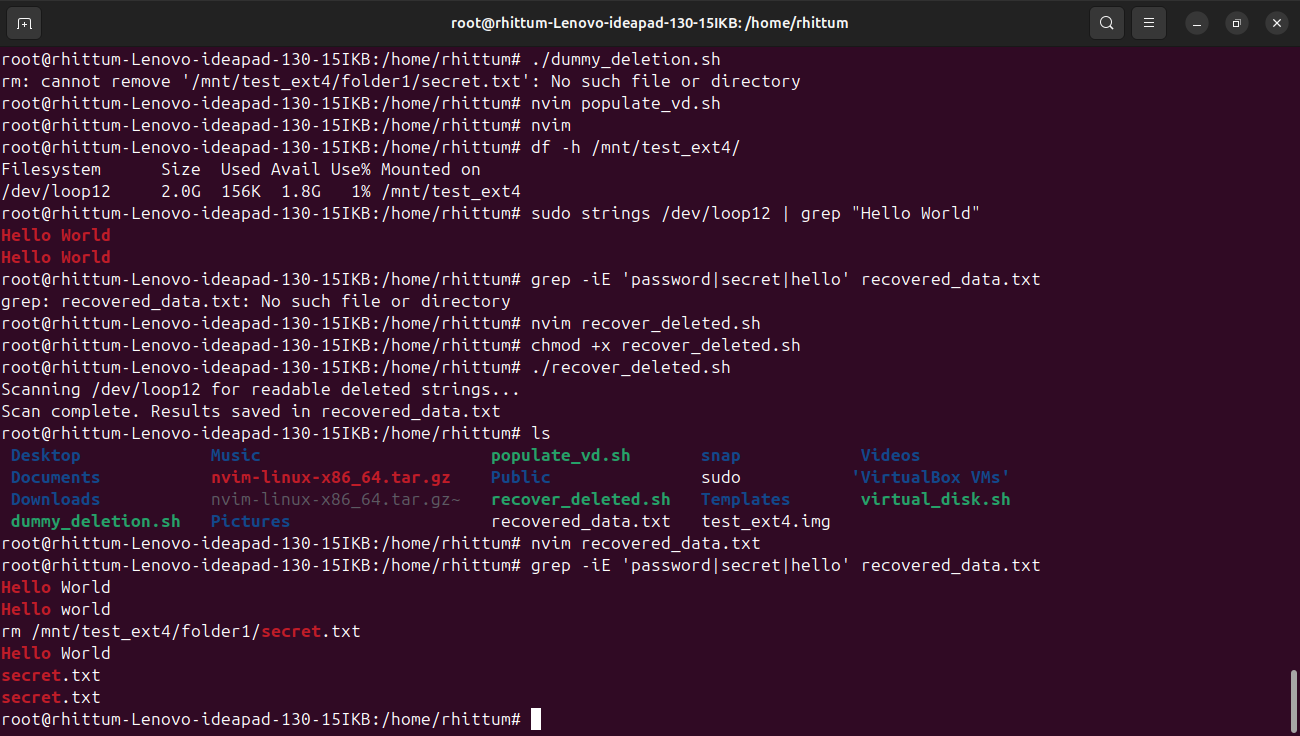 root@rhittum-Lenovo-ideapad-130-15IKB: /home/rhittum
root@rhittum-Lenovo-ideapad-130-15IKB:/home/rhittum# ./dummy_deletion.sh
rm: cannot remove '/mnt/test_ext4/folder1/secret.txt': No such file or directory
root@rhittum-Lenovo-ideapad-130-15IKB:/home/rhittum# nvim populate_vd.sh
root@rhittum-Lenovo-ideapad-130-15IKB:/home/rhittum# nvim
root@rhittum-Lenovo-ideapad-130-15IKB:/home/rhittum# df -h /mnt/test_ext4/
Filesystem      Size  Used Avail Use% Mounted on
/dev/loop12     2.0G  156K  1.8G   1% /mnt/test_ext4
root@rhittum-Lenovo-ideapad-130-15IKB:/home/rhittum# sudo strings /dev/loop12 | grep "Hello World"
Hello World
Hello World
root@rhittum-Lenovo-ideapad-130-15IKB:/home/rhittum# grep -iE 'password|secret|hello' recovered_data.txt
grep: recovered_data.txt: No such file or directory
root@rhittum-Lenovo-ideapad-130-15IKB:/home/rhittum# nvim recover_deleted.sh
root@rhittum-Lenovo-ideapad-130-15IKB:/home/rhittum# chmod +x recover_deleted.sh
root@rhittum-Lenovo-ideapad-130-15IKB:/home/rhittum# ./recover_deleted.sh
Scanning /dev/loop12 for readable deleted strings...
Scan complete. Results saved in recovered_data.txt
root@rhittum-Lenovo-ideapad-130-15IKB:/home/rhittum# ls
 Desktop             Music                       populate_vd.sh       snap            Videos
 Documents           nvim-linux-x86_64.tar.gz    Public               sudo           'VirtualBox VMs'
 Downloads           nvim-linux-x86_64.tar.gz~   recover_deleted.sh   Templates       virtual_disk.sh
 dummy_deletion.sh   Pictures                    recovered_data.txt   test_ext4.img
root@rhittum-Lenovo-ideapad-130-15IKB:/home/rhittum# nvim recovered_data.txt
root@rhittum-Lenovo-ideapad-130-15IKB:/home/rhittum# grep -iE 'password|secret|hello' recovered_data.txt
Hello World
Hello world
rm /mnt/test_ext4/folder1/secret.txt
Hello World
secret.txt
secret.txt
root@rhittum-Lenovo-ideapad-130-15IKB:/home/rhittum#